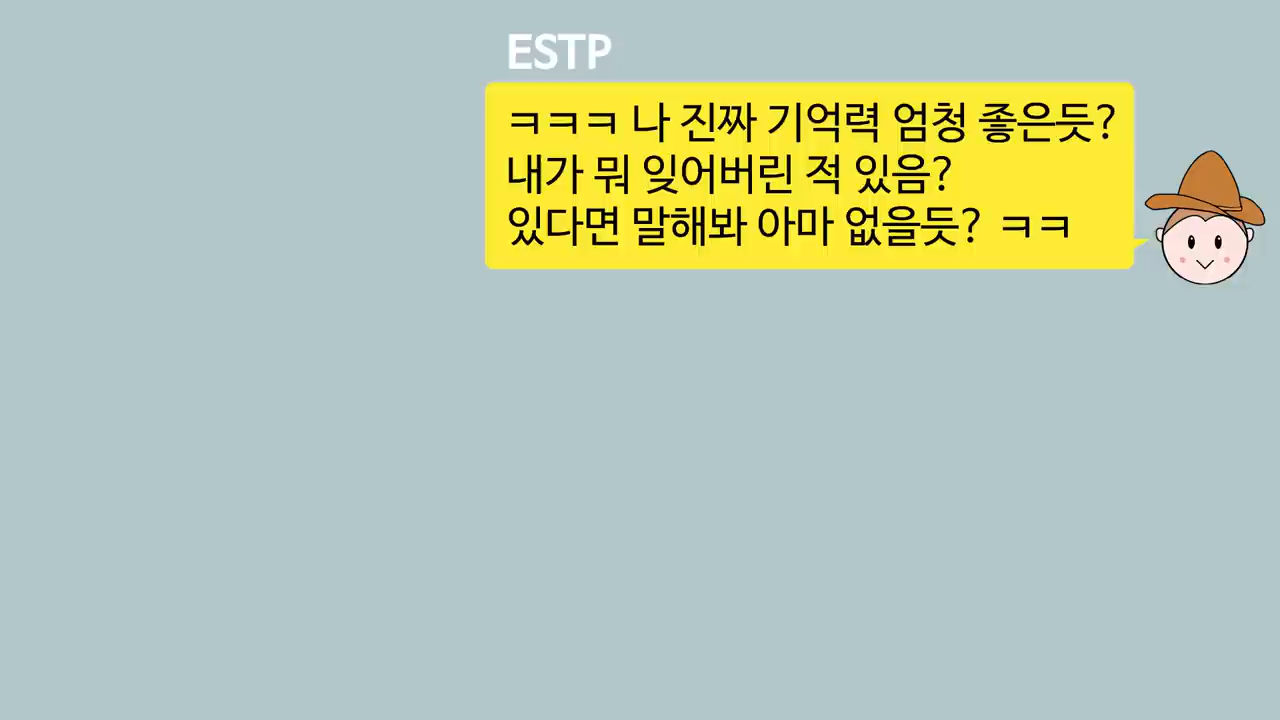 ESTP
ㅋㅋㅋ 나 진짜 기억력 엄청 좋은듯?
내가 뭐 잊어버린 적 있음?
있다면 말해봐 아마 없을듯? ㅋㅋ